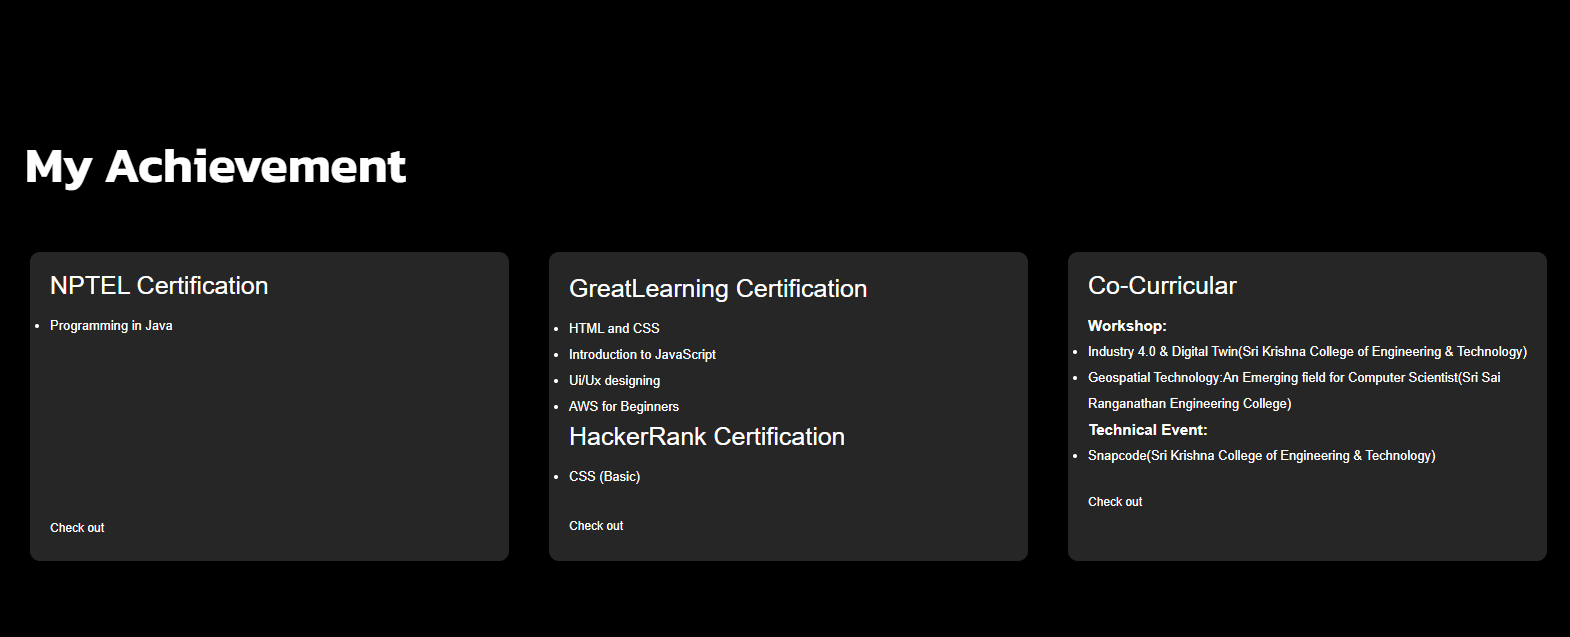 My Achievement
NPTEL Certification
• Programming in Java
Check out
GreatLearning Certification
• HTML and CSS
• Introduction to JavaScript
• Ui/Ux designing
• AWS for Beginners
HackerRank Certification
• CSS (Basic)
Check out
Co-Curricular
Workshop:
• Industry 4.0 & Digital Twin(Sri Krishna College of Engineering & Technology)
• Geospatial Technology:An Emerging field for Computer Scientist(Sri Sai
Ranganathan Engineering College)
Technical Event:
• Snapcode(Sri Krishna College of Engineering & Technology)
Check out